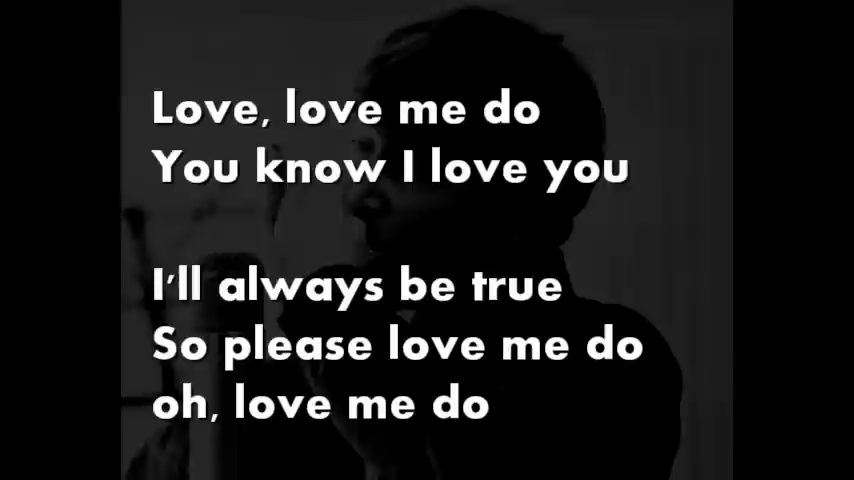 Love, love me do
You know I love you
I'll always be true
So please love me do
oh, love me do